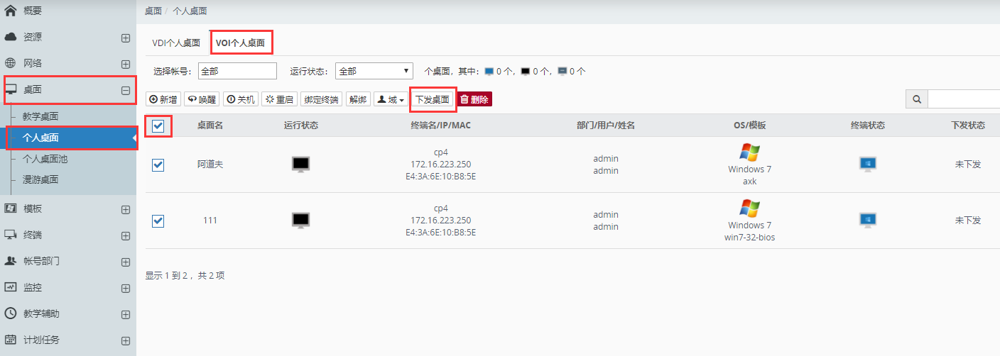 概要
资源
网络
桌面
教学桌面
个人桌面
个人桌面池
漫游桌面
模板
终端
帐号部门
监控
教学辅助
计划任务
桌面 / 个人桌面
VDI个人桌面 VOI个人桌面
选择帐号: 全部 运行状态: 全部 个桌面，其中: 0 个， 0 个， 0 个
新增 唤醒 关机 重启 绑定终端 解绑 域 下发桌面 删除
桌面名 运行状态 终端名/IP/MAC 部门/用户/姓名 OS/模板 终端状态 下发状态
阿道夫
cp4
172.16.223.250
E4:3A:6E:10:B8:5E
admin
admin
Windows 7
axk
未下发
111
cp4
172.16.223.250
E4:3A:6E:10:B8:5E
admin
admin
Windows 7
win7-32-bios
未下发
显示 1 到 2 ，共 2 项